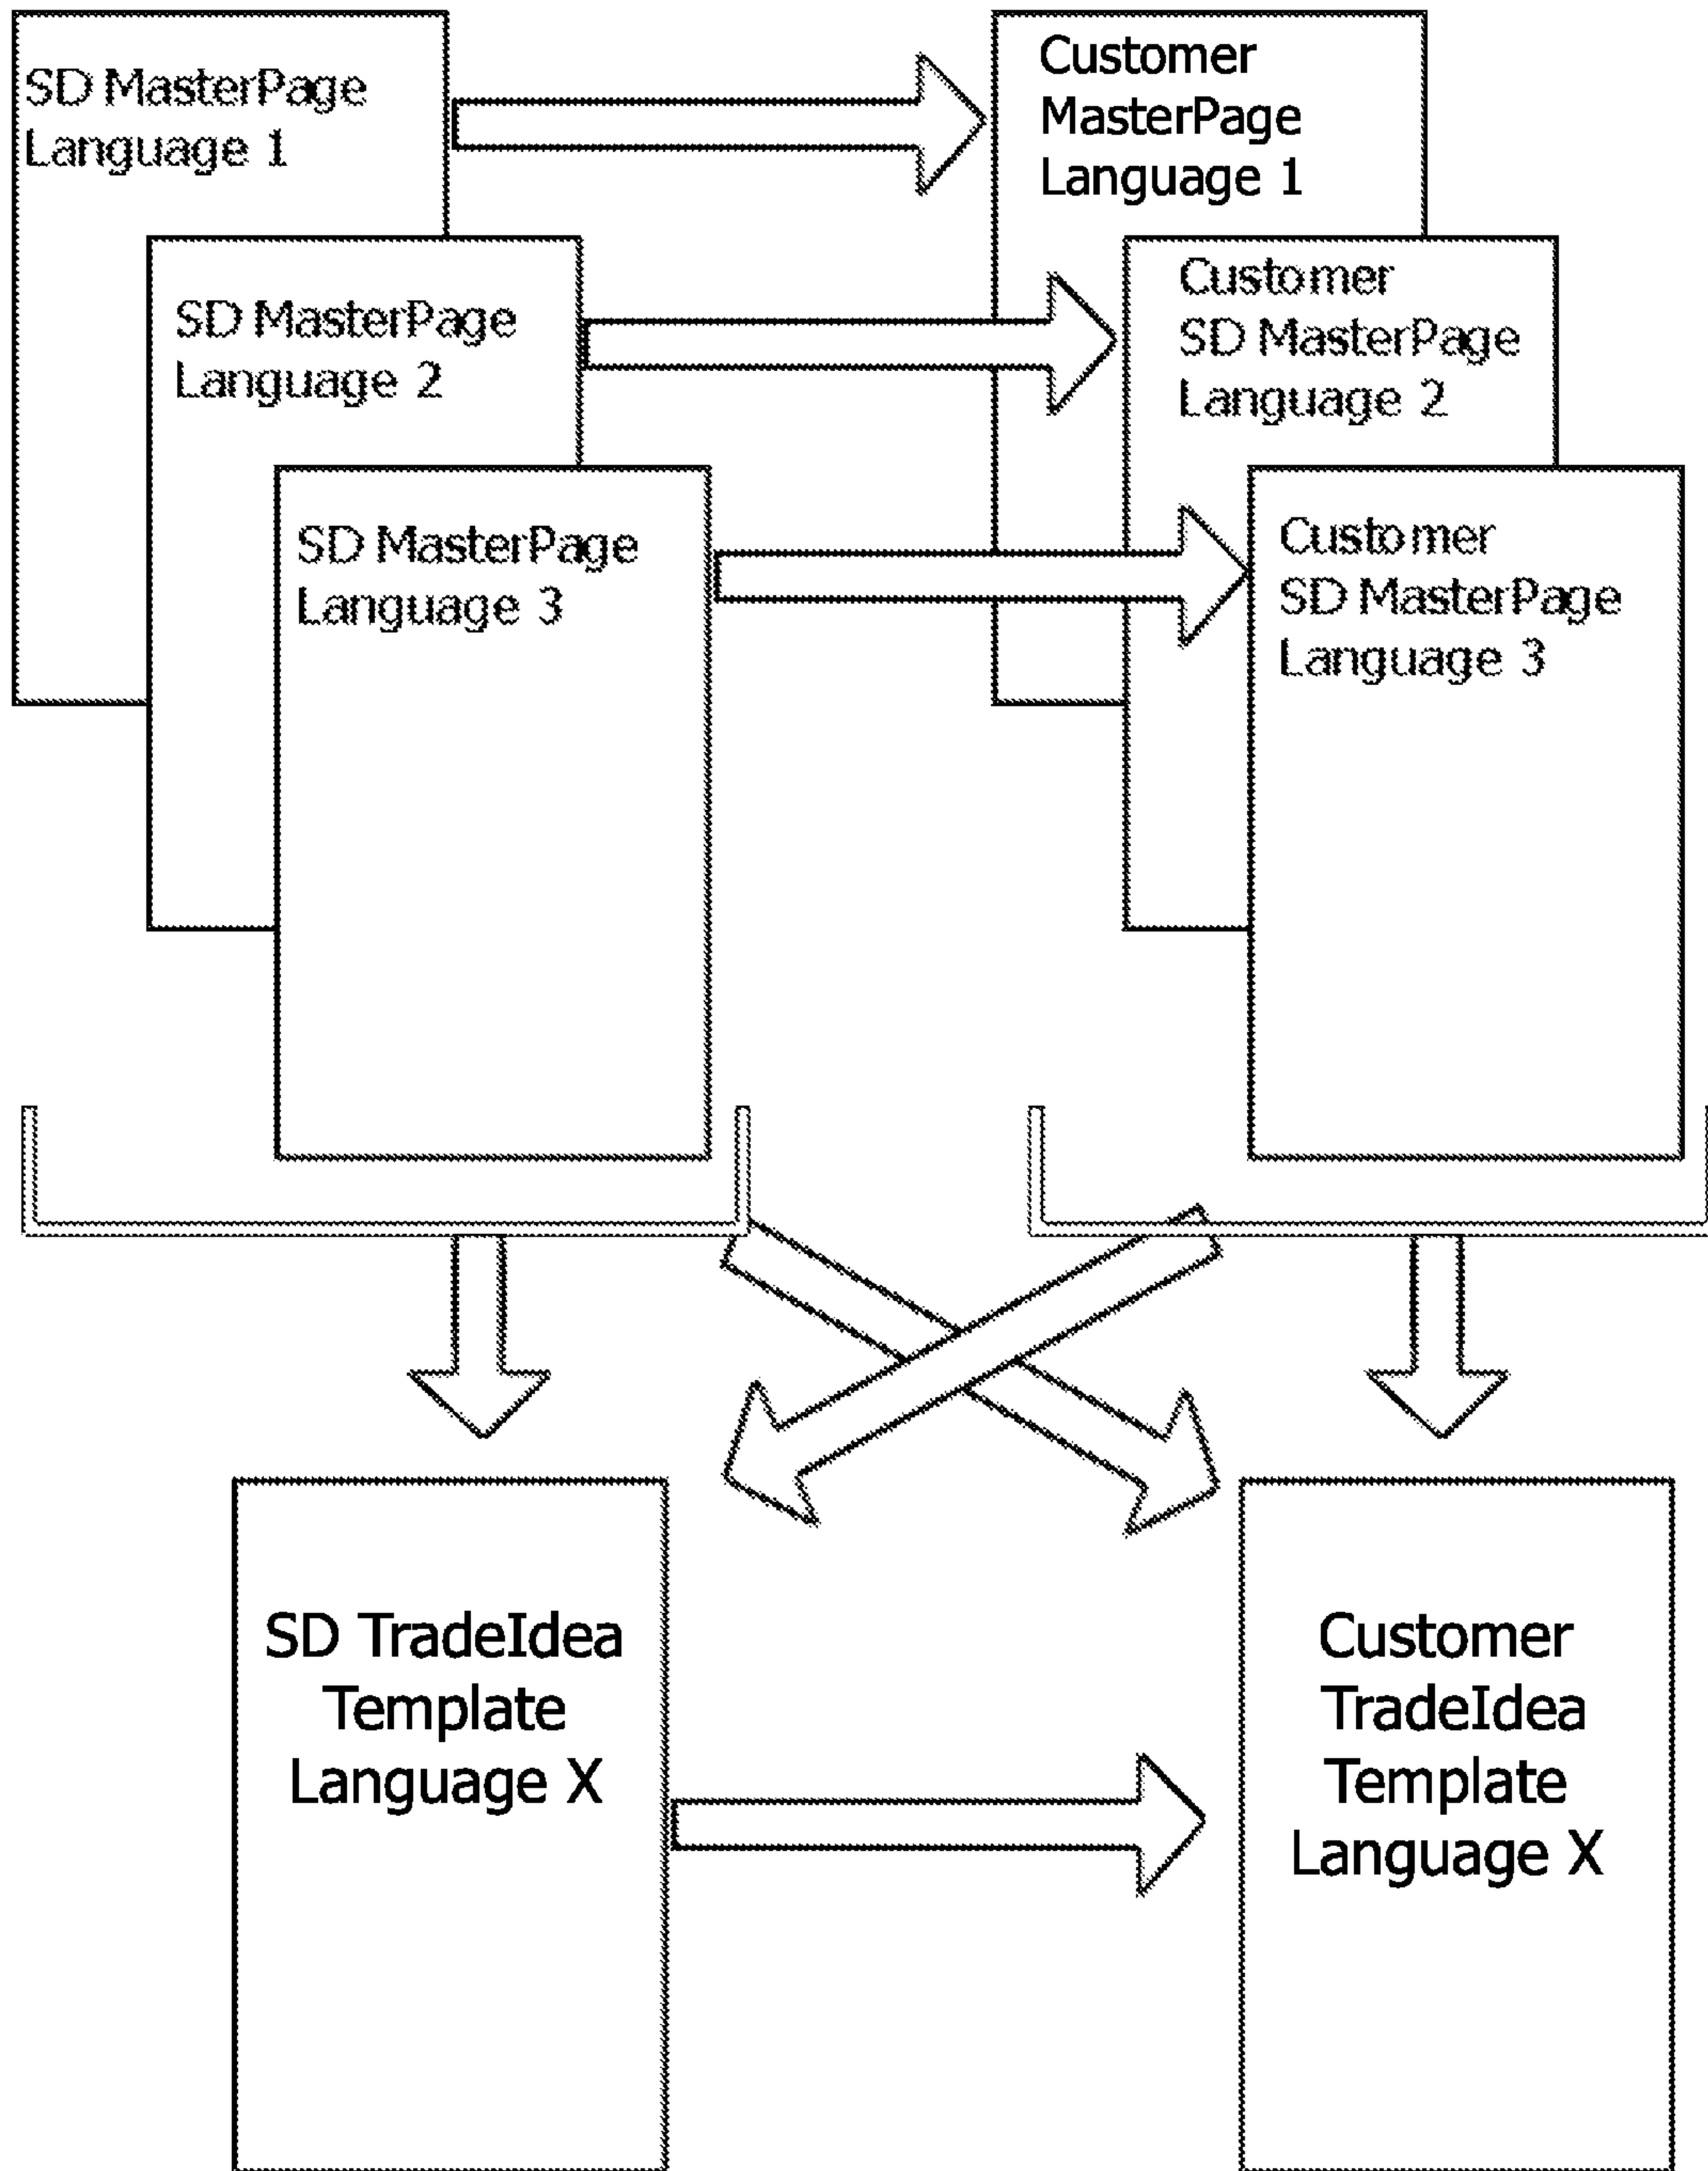 SD MasterPage
Language 1
Customer
MasterPage
Language 1
SD MasterPage
Language 2
Customer
SD MasterPage
Language 2
SD MasterPage
Language 3
Customer
SD MasterPage
Language 3
SD TradeIdea
Template
Language X
Customer
TradeIdea
Template
Language X